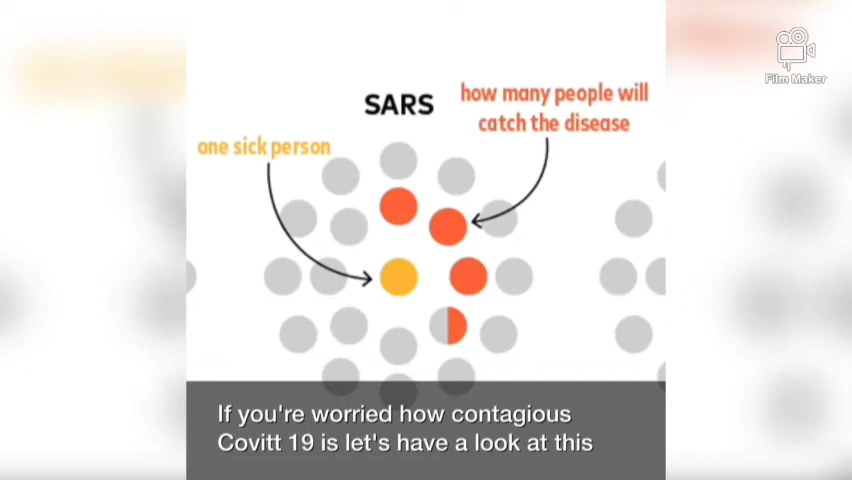 Film Maker
SARS
how many people will
catch the disease
one sick person
If you're worried how contagious
Covitt 19 is let's have a look at this